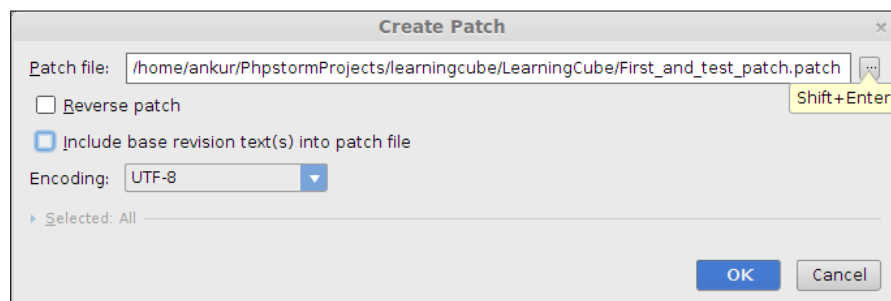 Create Patch
Patch file: /home/ankur/PhpstormProjects/learningcube/LearningCube/First_and_test_patch.patch ...
Shift+Enter
Reverse patch
Include base revision text(s) into patch file
Encoding: UTF-8
Selected: All
OK Cancel